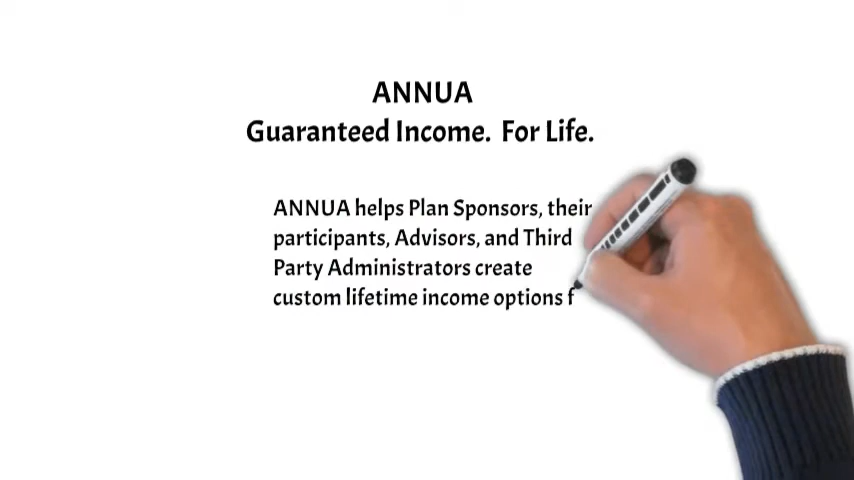 ANNUA
Guaranteed Income. For Life.
ANNUA helps Plan Sponsors, their
participants, Advisors, and Third
Party Administrators create
custom lifetime income options f